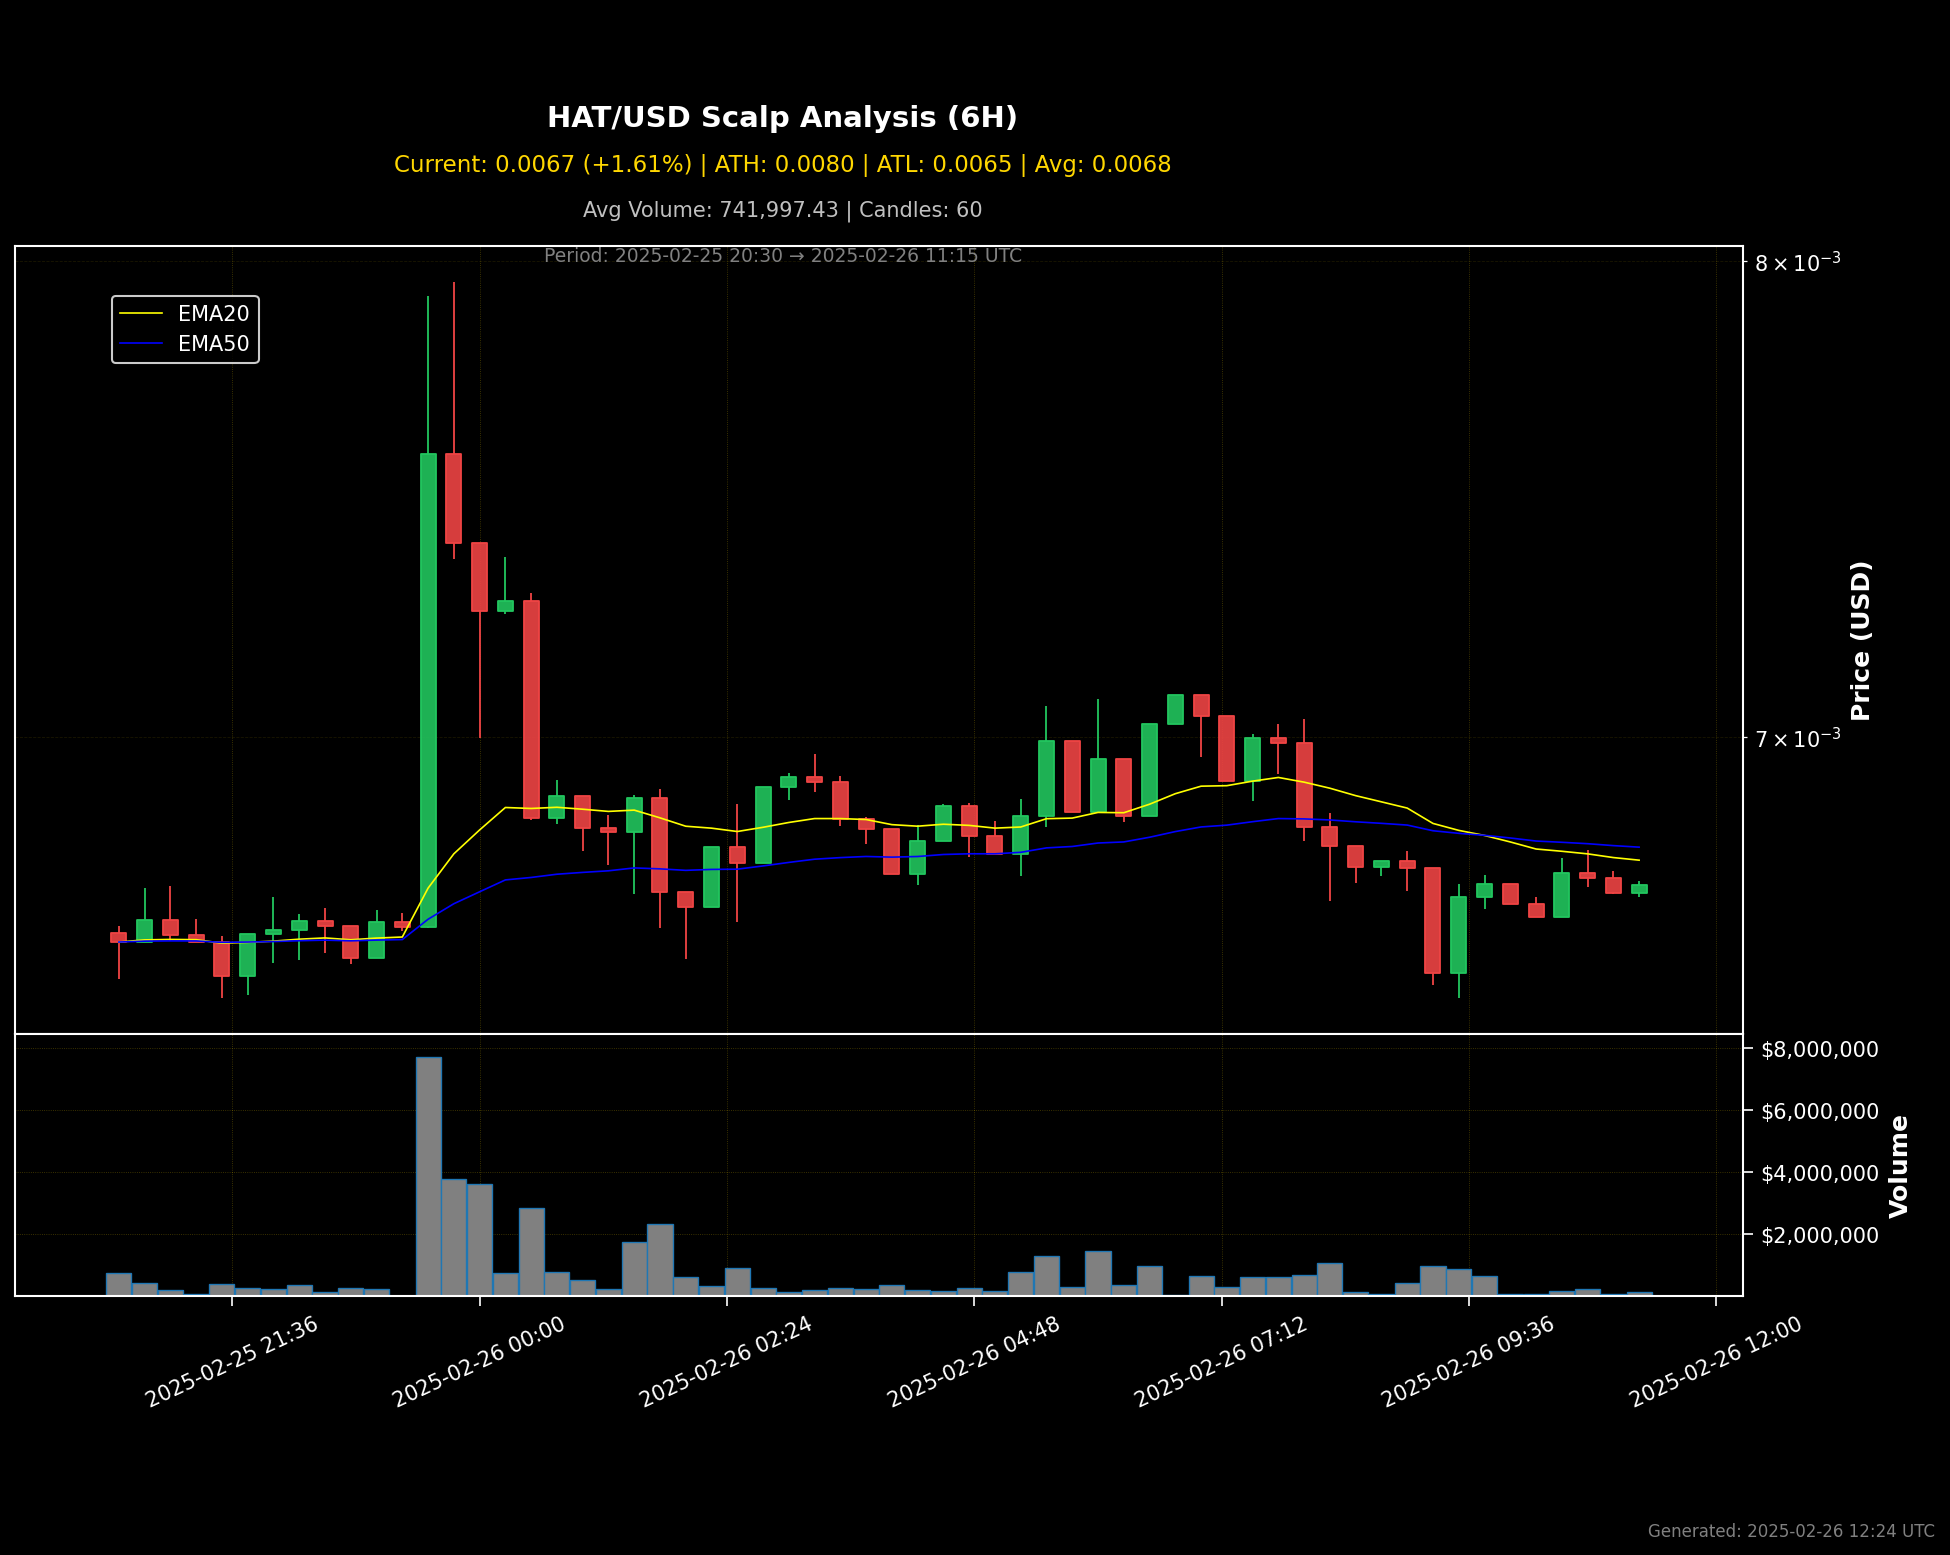 HAT/USD Scalp Analysis (6H)
Current: 0.0067 (+1.61%) | ATH: 0.0080 | ATL: 0.0065 | Avg: 0.0068
Avg Volume: 741,997.43 | Candles: 60
Period: 2025-02-25 20:30 → 2025-02-26 11:15 UTC
EMA20
EMA50
8 × 10⁻³
7 × 10⁻³
Price (USD)
$8,000,000
$6,000,000
$4,000,000
$2,000,000
Volume
2025-02-25 21:36
2025-02-26 00:00
2025-02-26 02:24
2025-02-26 04:48
2025-02-26 07:12
2025-02-26 09:36
2025-02-26 12:00
Generated: 2025-02-26 12:24 UTC